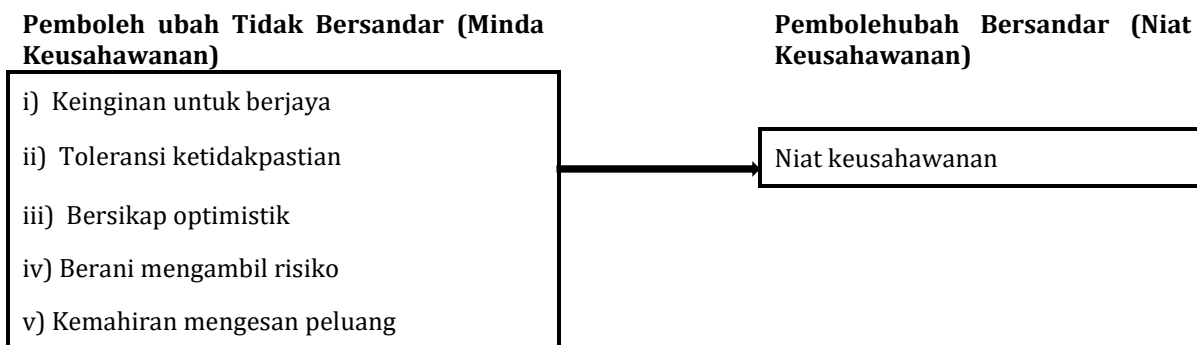 Pemboleh ubah Tidak Bersandar (Minda
Keusahawanan)
i) Keinginan untuk berjaya
ii) Toleransi ketidakpastian
iii) Bersikap optimistik
iv) Berani mengambil risiko
v) Kemahiran mengesan peluang
Pembolehubah Bersandar (Niat
Keusahawanan)
Niat keusahawanan